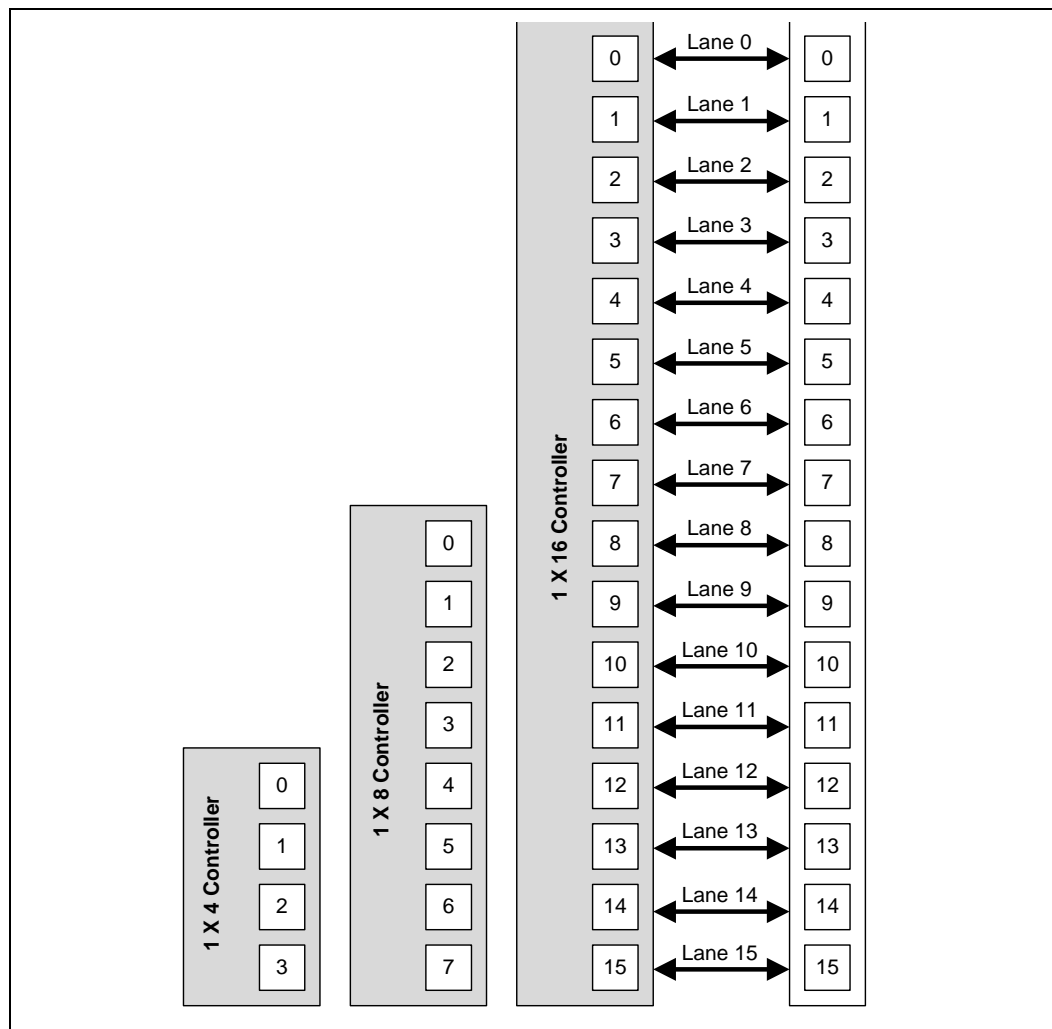 0 Lane 0 0
1 Lane 1 1
2 Lane 2 2
3 Lane 3 3
4 Lane 4 4
5 Lane 5 5
6 Lane 6 6
7 Lane 7 7
0 8 Lane 8 8
1 9 Lane 9 9
2 10 Lane 10 10
3 11 Lane 11 11
0 4 12 Lane 12 12
1 5 13 Lane 13 13
2 6 14 Lane 14 14
3 7 15 Lane 15 15
1 X 4 Controller
1 X 8 Controller
1 X 16 Controller